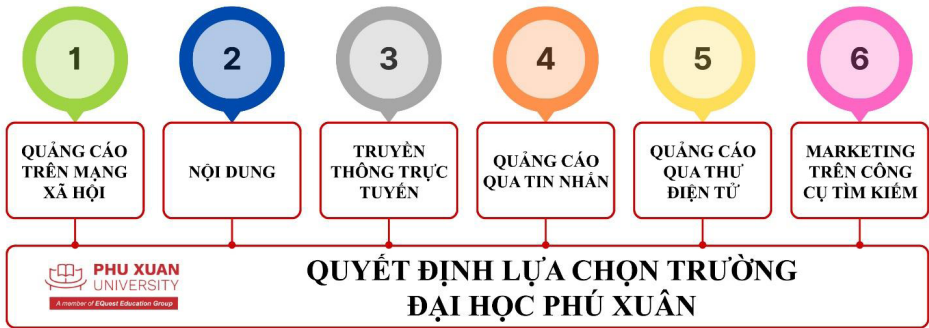 1
2
3
4
5
6
QUẢNG CÁO
TRÊN MẠNG
XÃ HỘI
NỘI DUNG
TRUYỀN
THÔNG TRỰC
TUYẾN
QUẢNG CÁO
QUA TIN NHẮN
QUẢNG CÁO
QUA THƯ
ĐIỆN TỬ
MARKETING
TRÊN CÔNG
CỤ TÌM KIẾM
PHU XUAN
UNIVERSITY
A member of EQuest Education Group
QUYẾT ĐỊNH LỰA CHỌN TRƯỜNG
ĐẠI HỌC PHÚ XUÂN